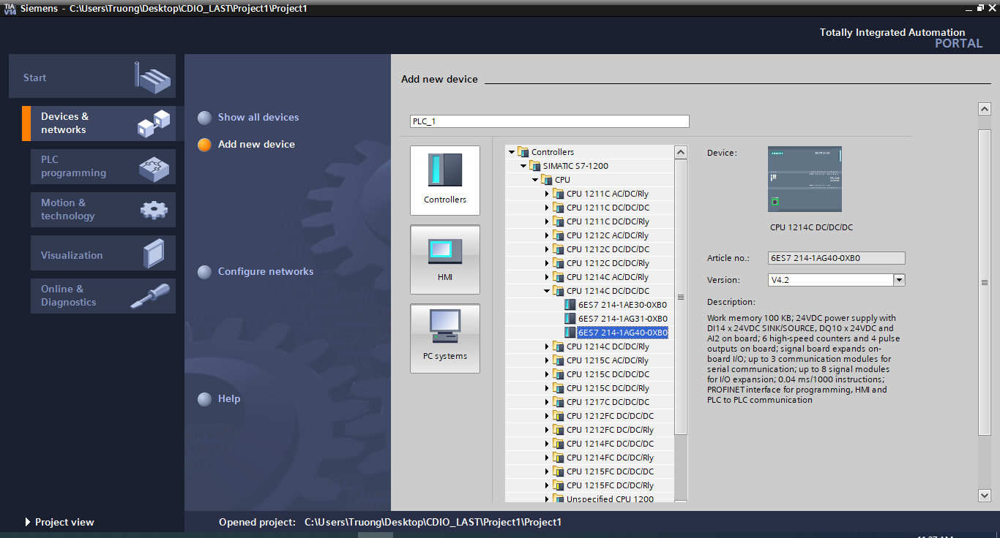 TIA
V14
Siemens - C:\Users\Truong\Desktop\CDIO_LAST\Project1\Project1
Totally Integrated Automation
PORTAL
Start
Devices &
networks
PLC
programming
Motion &
technology
Visualization
Online &
Diagnostics
Show all devices
Add new device
Configure networks
Help
Add new device
PLC_1
Controllers
HMI
PC systems
Controllers
SIMATIC S7-1200
CPU
CPU 1211C AC/DC/Rly
CPU 1211C DC/DC/DC
CPU 1211C DC/DC/Rly
CPU 1212C AC/DC/Rly
CPU 1212C DC/DC/DC
CPU 1212C DC/DC/Rly
CPU 1214C AC/DC/Rly
CPU 1214C DC/DC/DC
6ES7 214-1AE30-0XB0
6ES7 214-1AG31-0XB0
6ES7 214-1AG40-0XB0
CPU 1214C DC/DC/Rly
CPU 1215C AC/DC/Rly
CPU 1215C DC/DC/DC
CPU 1215C DC/DC/Rly
CPU 1217C DC/DC/DC
CPU 1212FC DC/DC/DC
CPU 1212FC DC/DC/Rly
CPU 1214FC DC/DC/DC
CPU 1214FC DC/DC/Rly
CPU 1215FC DC/DC/DC
CPU 1215FC DC/DC/Rly
Unspecified CPU 1200
Device:
CPU 1214C DC/DC/DC
Article no.: 6ES7 214-1AG40-0XB0
Version: V4.2
Description:
Work memory 100 KB; 24VDC power supply with
DI14 x 24VDC SINK/SOURCE, DQ10 x 24VDC and
AI2 on board; 6 high-speed counters and 4 pulse
outputs on board; signal board expands on-
board I/O; up to 3 communication modules for
serial communication; up to 8 signal modules
for I/O expansion; 0.04 ms/1000 instructions;
PROFINET interface for programming, HMI and
PLC to PLC communication
Project view
Opened project: C:\Users\Truong\Desktop\CDIO_LAST\Project1\Project1